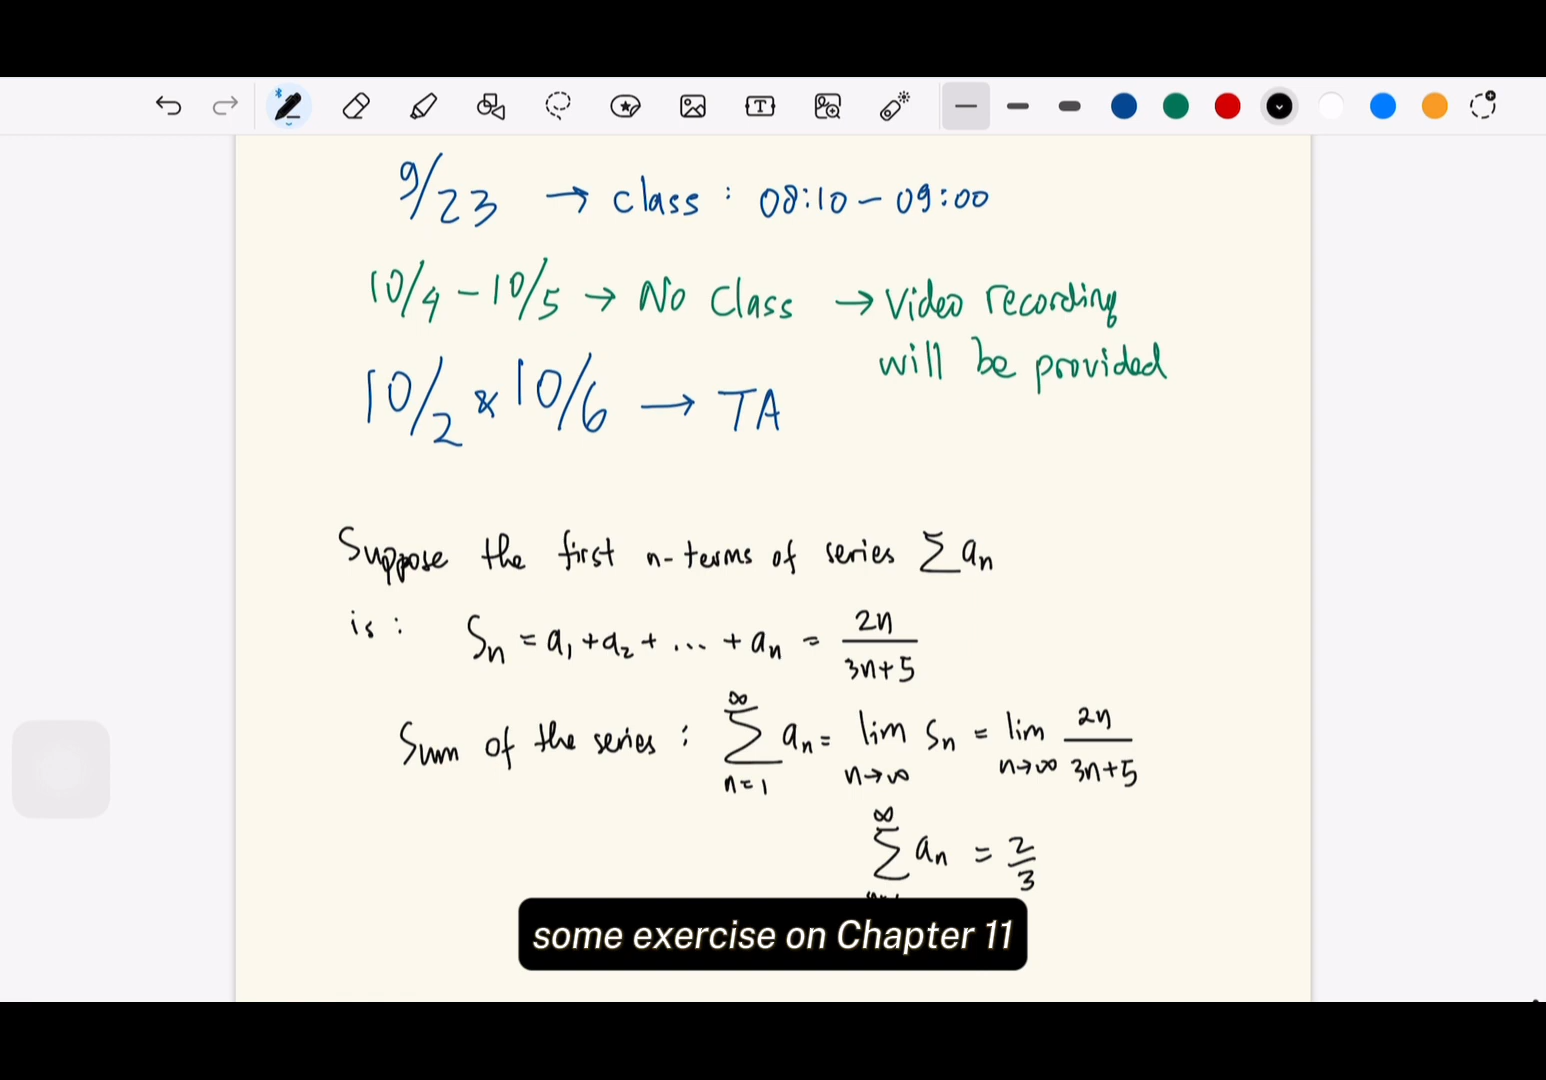 9/23 → class : 08:10 - 09:00
10/4 - 10/5 → No Class → Video recording
will be provided
10/2 & 10/6 → TA
Suppose the first n-terms of series ∑ aₙ
is : Sₙ = a₁ + a₂ + ... + aₙ = 2n / 3n+5
Sum of the series : ∑ₙ₌₁^∞ aₙ = lim n→∞ Sₙ = lim n→∞ 2n / 3n+5
∑^∞ aₙ = 2/3
some exercise on Chapter 11